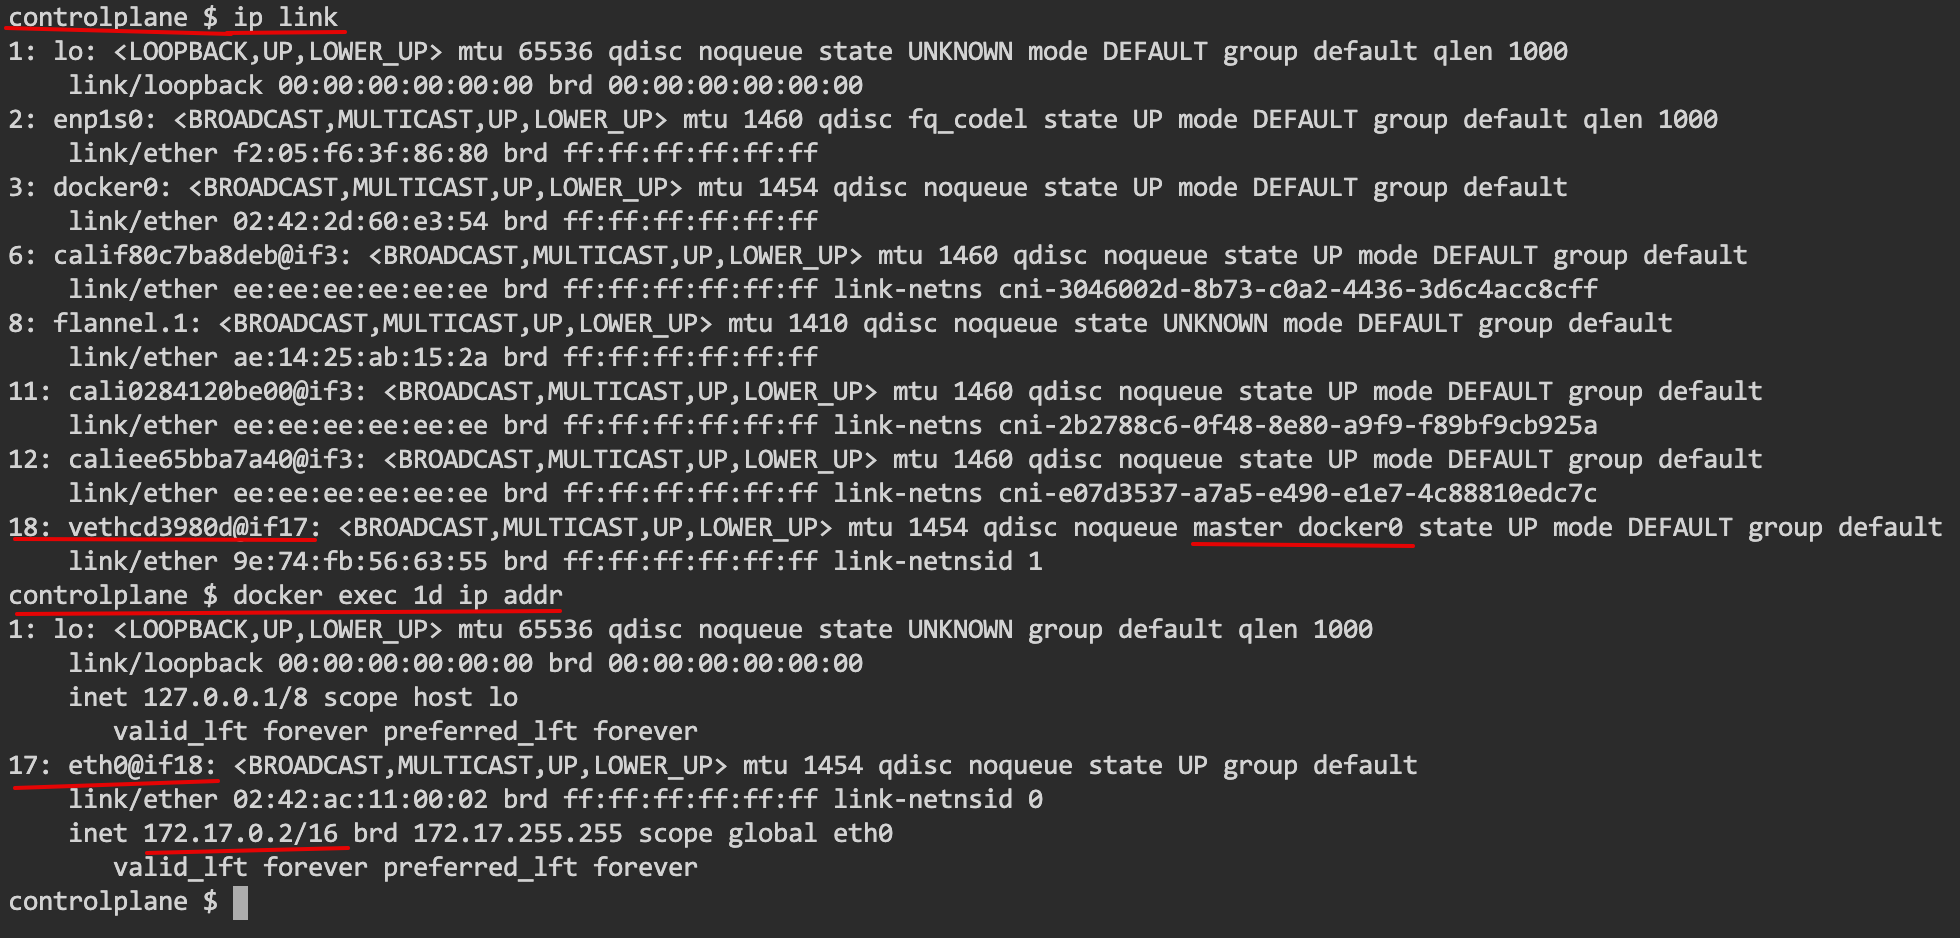 controlplane $ ip link
1: lo: <LOOPBACK,UP,LOWER_UP> mtu 65536 qdisc noqueue state UNKNOWN mode DEFAULT group default qlen 1000
    link/loopback 00:00:00:00:00:00 brd 00:00:00:00:00:00
2: enp1s0: <BROADCAST,MULTICAST,UP,LOWER_UP> mtu 1460 qdisc fq_codel state UP mode DEFAULT group default qlen 1000
    link/ether f2:05:f6:3f:86:80 brd ff:ff:ff:ff:ff:ff
3: docker0: <BROADCAST,MULTICAST,UP,LOWER_UP> mtu 1454 qdisc noqueue state UP mode DEFAULT group default
    link/ether 02:42:2d:60:e3:54 brd ff:ff:ff:ff:ff:ff
6: calif80c7ba8deb@if3: <BROADCAST,MULTICAST,UP,LOWER_UP> mtu 1460 qdisc noqueue state UP mode DEFAULT group default
    link/ether ee:ee:ee:ee:ee:ee brd ff:ff:ff:ff:ff:ff link-netns cni-3046002d-8b73-c0a2-4436-3d6c4acc8cff
8: flannel.1: <BROADCAST,MULTICAST,UP,LOWER_UP> mtu 1410 qdisc noqueue state UNKNOWN mode DEFAULT group default
    link/ether ae:14:25:ab:15:2a brd ff:ff:ff:ff:ff:ff
11: cali0284120be00@if3: <BROADCAST,MULTICAST,UP,LOWER_UP> mtu 1460 qdisc noqueue state UP mode DEFAULT group default
    link/ether ee:ee:ee:ee:ee:ee brd ff:ff:ff:ff:ff:ff link-netns cni-2b2788c6-0f48-8e80-a9f9-f89bf9cb925a
12: caliee65bba7a40@if3: <BROADCAST,MULTICAST,UP,LOWER_UP> mtu 1460 qdisc noqueue state UP mode DEFAULT group default
    link/ether ee:ee:ee:ee:ee:ee brd ff:ff:ff:ff:ff:ff link-netns cni-e07d3537-a7a5-e490-e1e7-4c88810edc7c
18: vethcd3980d@if17: <BROADCAST,MULTICAST,UP,LOWER_UP> mtu 1454 qdisc noqueue master docker0 state UP mode DEFAULT group default
    link/ether 9e:74:fb:56:63:55 brd ff:ff:ff:ff:ff:ff link-netnsid 1
controlplane $ docker exec 1d ip addr
1: lo: <LOOPBACK,UP,LOWER_UP> mtu 65536 qdisc noqueue state UNKNOWN group default qlen 1000
    link/loopback 00:00:00:00:00:00 brd 00:00:00:00:00:00
    inet 127.0.0.1/8 scope host lo
       valid_lft forever preferred_lft forever
17: eth0@if18: <BROADCAST,MULTICAST,UP,LOWER_UP> mtu 1454 qdisc noqueue state UP group default
    link/ether 02:42:ac:11:00:02 brd ff:ff:ff:ff:ff:ff link-netnsid 0
    inet 172.17.0.2/16 brd 172.17.255.255 scope global eth0
       valid_lft forever preferred_lft forever
controlplane $